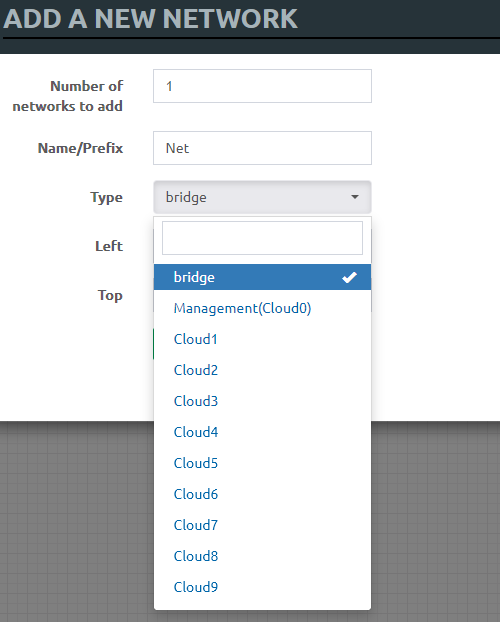 ADD A NEW NETWORK
Number of
networks to add
1
Name/Prefix
Net
Type
bridge
Left
Top
bridge
Management(Cloud0)
Cloud1
Cloud2
Cloud3
Cloud4
Cloud5
Cloud6
Cloud7
Cloud8
Cloud9